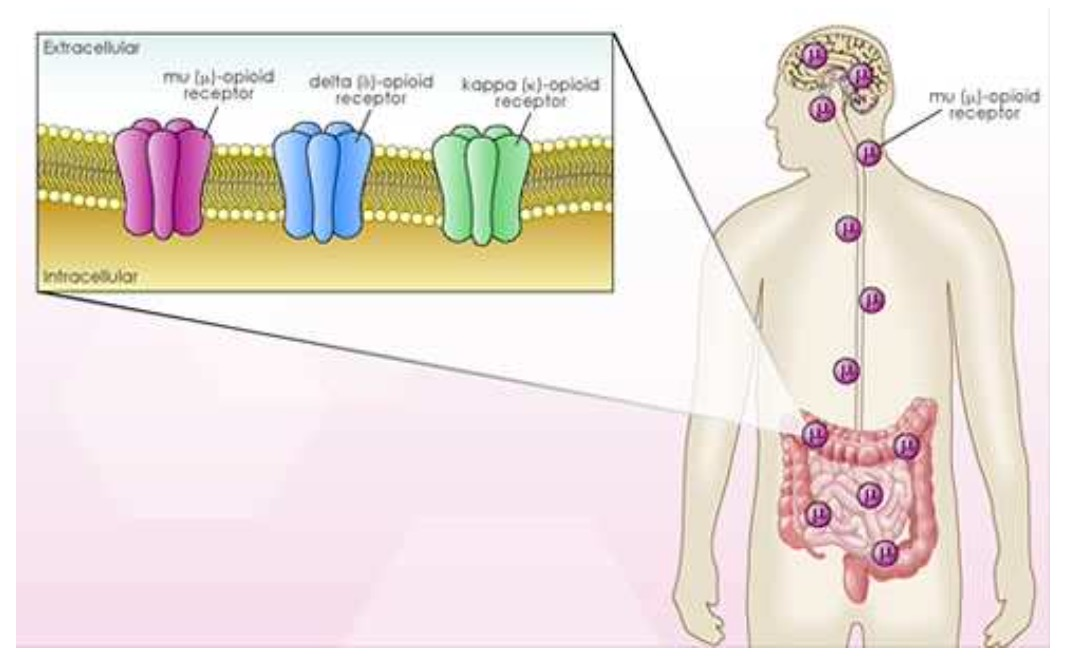 Extracellular
mu (μ)-opioid
receptor
delta (δ)-opioid
receptor
kappa (κ)-opioid
receptor
Intracellular
mu (μ)-opioid
receptor
μ
μ
μ
μ
μ
μ
μ
μ
μ
μ
μ
μ